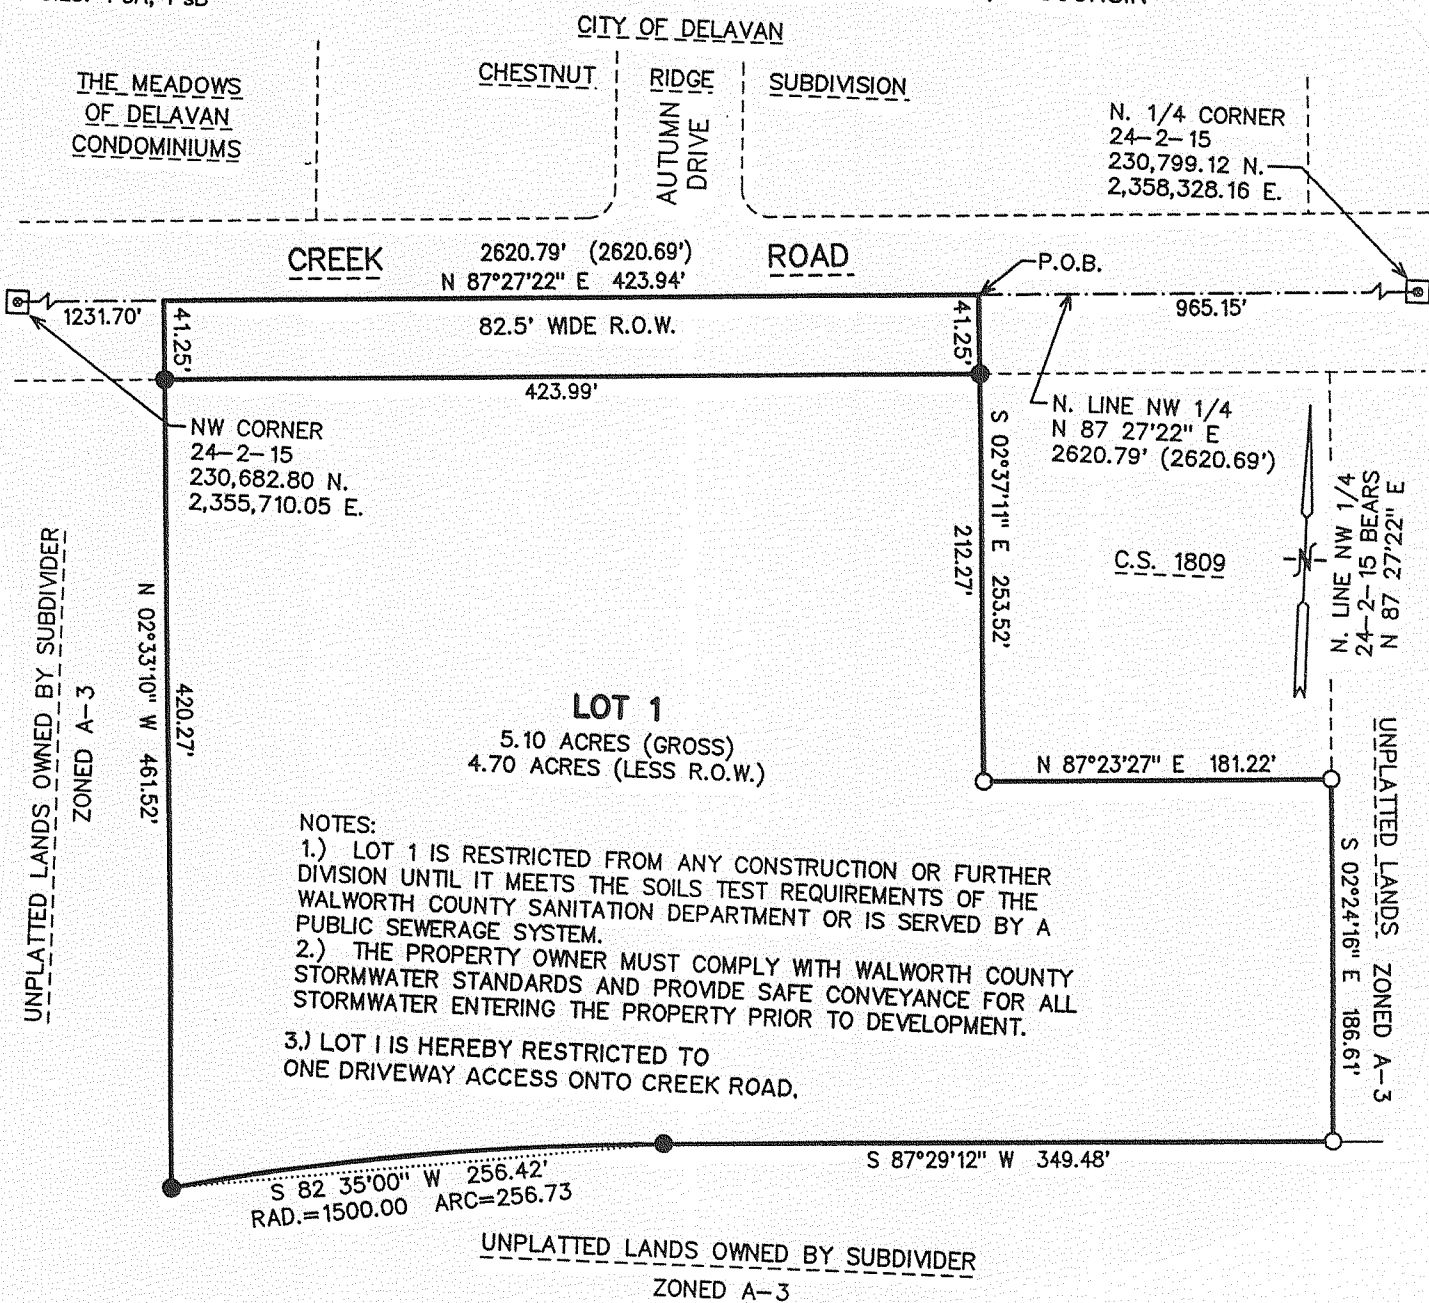 CITY OF DELAVAN
THE MEADOWS
OF DELAVAN
CONDOMINIUMS
CHESTNUT
RIDGE
SUBDIVISION
AUTUMN
DRIVE
N. 1/4 CORNER
24-2-15
230,799.12 N.
2,358,328.16 E.
CREEK
2620.79' (2620.69')
ROAD
N 87°27'22" E 423.94'
P.O.B.
1231.70'
41.25'
82.5' WIDE R.O.W.
41.25'
965.15'
423.99'
NW CORNER
24-2-15
230,682.80 N.
2,355,710.05 E.
N. LINE NW 1/4
N 87 27'22" E
2620.79' (2620.69')
S 02°37'11" E 253.52'
212.27'
C.S. 1809
N
N. LINE NW 1/4
24-2-15 BEARS
N 87 27'22" E
UNPLATTED LANDS OWNED BY SUBDIVIDER
ZONED A-3
N 02°33'10" W 461.52'
420.27'
LOT 1
5.10 ACRES (GROSS)
4.70 ACRES (LESS R.O.W.)
N 87°23'27" E 181.22'
UNPLATTED LANDS ZONED A-3
S 02°24'16" E 186.61'
NOTES:
1.) LOT 1 IS RESTRICTED FROM ANY CONSTRUCTION OR FURTHER
DIVISION UNTIL IT MEETS THE SOILS TEST REQUIREMENTS OF THE
WALWORTH COUNTY SANITATION DEPARTMENT OR IS SERVED BY A
PUBLIC SEWERAGE SYSTEM.
2.) THE PROPERTY OWNER MUST COMPLY WITH WALWORTH COUNTY
STORMWATER STANDARDS AND PROVIDE SAFE CONVEYANCE FOR ALL
STORMWATER ENTERING THE PROPERTY PRIOR TO DEVELOPMENT.
3.) LOT 1 IS HEREBY RESTRICTED TO
ONE DRIVEWAY ACCESS ONTO CREEK ROAD.
S 87°29'12" W 349.48'
S 82 35'00" W 256.42'
RAD.=1500.00 ARC=256.73
UNPLATTED LANDS OWNED BY SUBDIVIDER
ZONED A-3